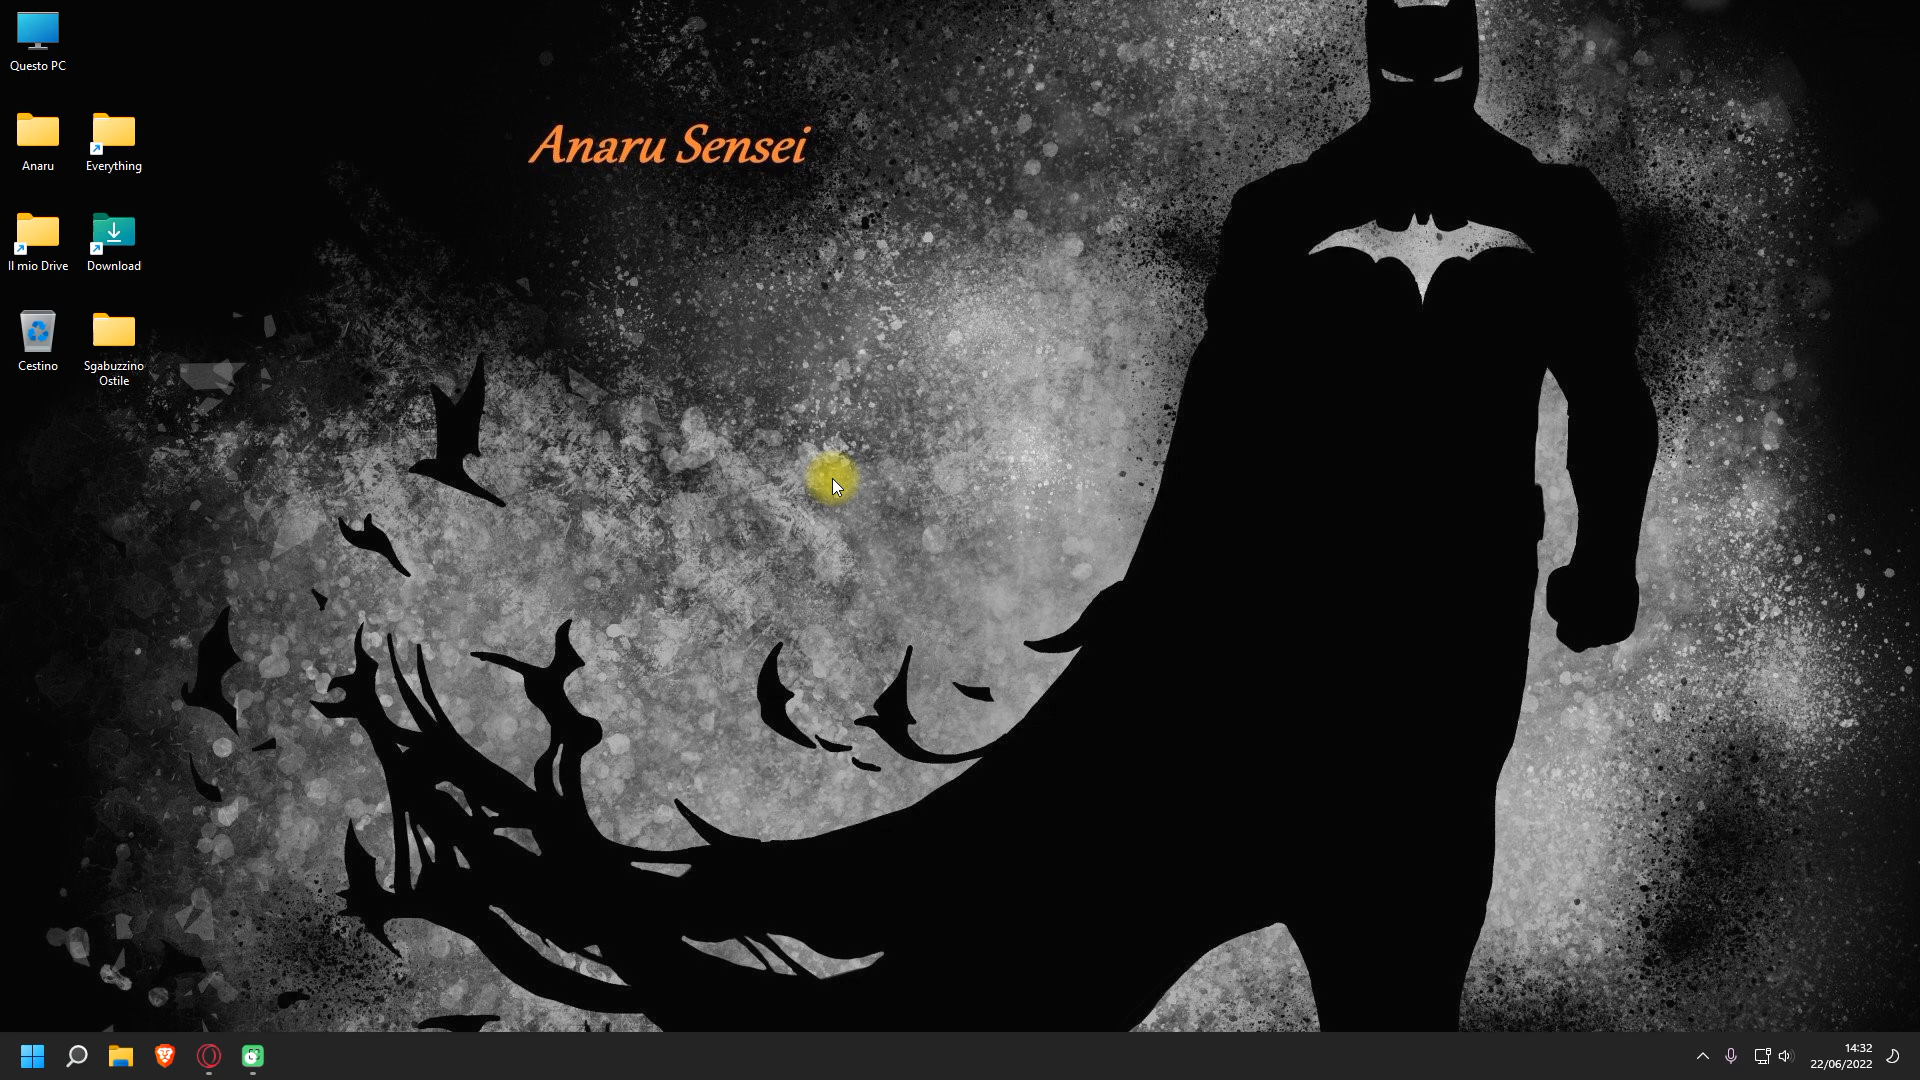 Questo PC
Anaru
Everything
Il mio Drive
Download
Cestino
Sgabuzzino
Ostile
Anaru Sensei
14:32
22/06/2022